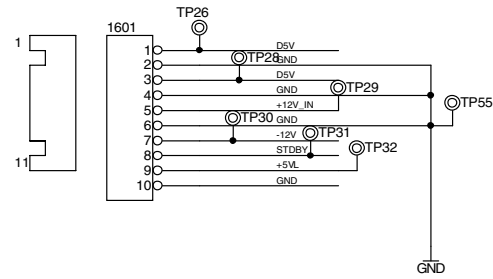 TP26
1 1601
1 D5V
2 GND
TP28
3 D5V
4 GND TP29
5 +12V_IN TP55
6 GND TP30
7 -12V TP31
8 STDBY TP32
11 9 +5VL
10 GND
GND